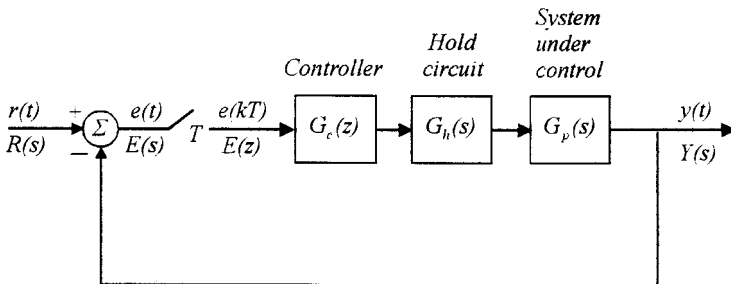 System
under
control
Hold
circuit
Controller
r(t)
R(s)
+
−
Σ
e(t)
E(s)
T
e(kT)
E(z)
G_c(z)
G_h(s)
G_p(s)
y(t)
Y(s)